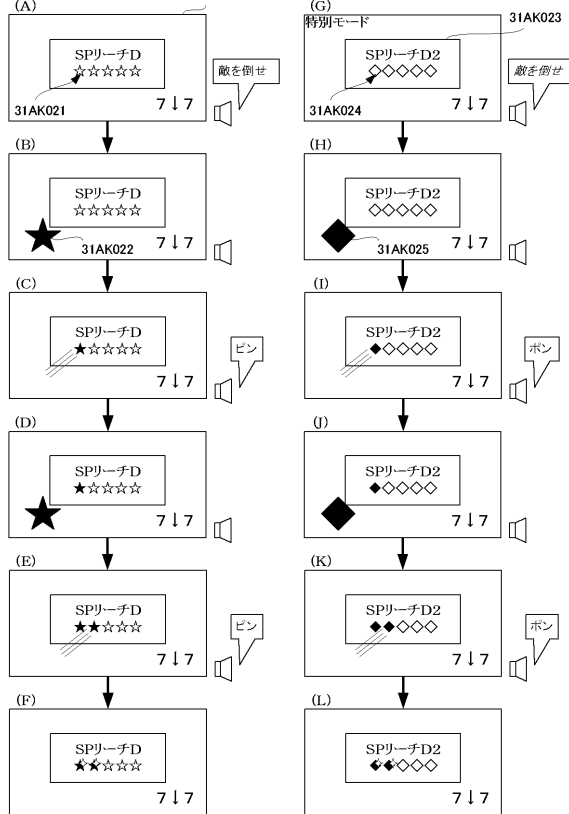 (A)
SPリーチD
☆☆☆☆☆
敵を倒せ
31AK021
7↓7
(B)
SPリーチD
☆☆☆☆☆
31AK022
7↓7
(C)
SPリーチD
★☆☆☆☆
ピン
7↓7
(D)
SPリーチD
★☆☆☆☆
7↓7
(E)
SPリーチD
★★☆☆☆
ピン
7↓7
(F)
SPリーチD
★★☆☆☆
7↓7
(G)
特別モード
31AK023
SPリーチD2
◇◇◇◇◇
敵を倒せ
31AK024
7↓7
(H)
SPリーチD2
◇◇◇◇◇
31AK025
7↓7
(I)
SPリーチD2
◆◇◇◇◇
ポン
7↓7
(J)
SPリーチD2
◆◇◇◇◇
7↓7
(K)
SPリーチD2
◆◆◇◇◇
ポン
7↓7
(L)
SPリーチD2
◆◆◇◇◇
7↓7